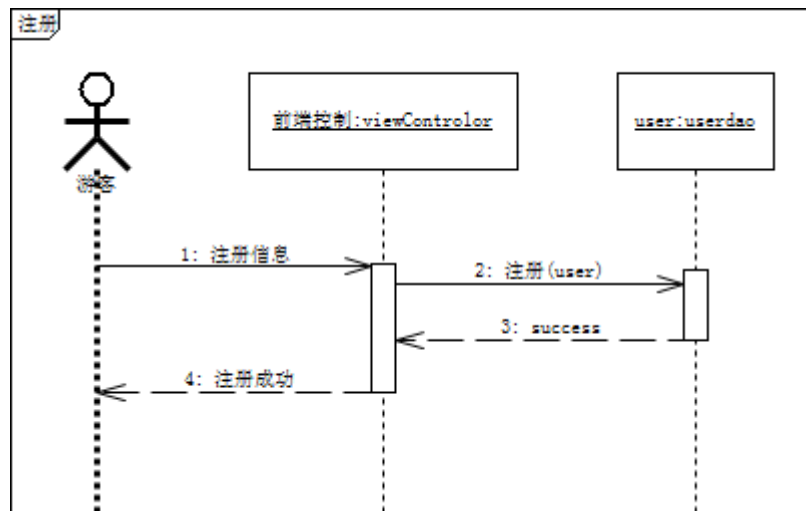 注册
前端控制:viewControlor
user:userdao
游客
1: 注册信息
2: 注册(user)
3: success
4: 注册成功